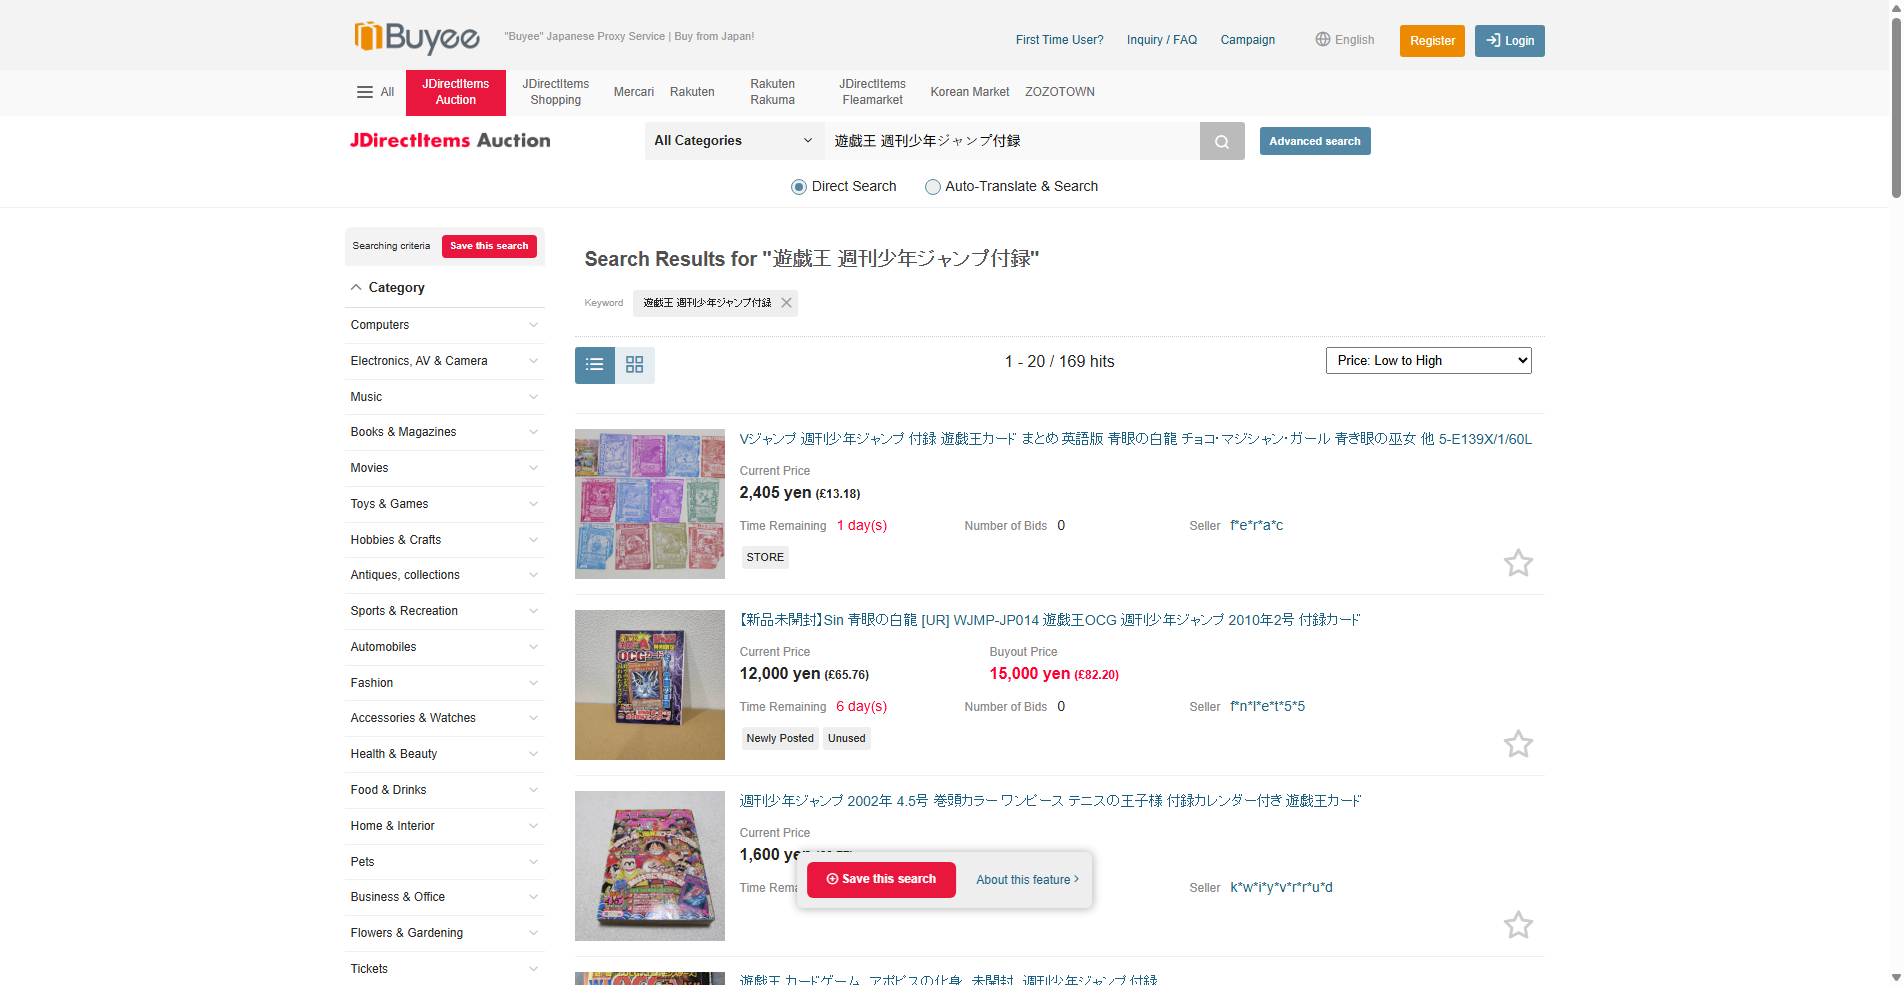 Buyee
"Buyee" Japanese Proxy Service | Buy from Japan!
First Time User?
Inquiry / FAQ
Campaign
English
Register
Login
All
JDirectItems Auction
JDirectItems Shopping
Mercari
Rakuten
Rakuten Rakuma
JDirectItems Fleamarket
Korean Market
ZOZOTOWN
JDirectItems Auction
All Categories
遊戯王 週刊少年ジャンプ付録
Advanced search
Direct Search
Auto-Translate & Search
Searching criteria
Save this search
Category
Computers
Electronics, AV & Camera
Music
Books & Magazines
Movies
Toys & Games
Hobbies & Crafts
Antiques, collections
Sports & Recreation
Automobiles
Fashion
Accessories & Watches
Health & Beauty
Food & Drinks
Home & Interior
Pets
Business & Office
Flowers & Gardening
Tickets
Search Results for "遊戯王 週刊少年ジャンプ付録"
Keyword
遊戯王 週刊少年ジャンプ付録
1 - 20 / 169 hits
Price: Low to High
Vジャンプ 週刊少年ジャンプ 付録 遊戯王カード まとめ 英語版 青眼の白龍 チョコ・マジシャン・ガール 青き眼の巫女 他 5-E139X/1/60L
Current Price
2,405 yen (£13.18)
Time Remaining 1 day(s)
Number of Bids 0
Seller f*e*r*a*c
STORE
【新品未開封】Sin 青眼の白龍 [UR] WJMP-JP014 遊戯王OCG 週刊少年ジャンプ 2010年2号 付録カード
Current Price
12,000 yen (£65.76)
Buyout Price
15,000 yen (£82.20)
Time Remaining 6 day(s)
Number of Bids 0
Seller f*n*l*e*t*5*5
Newly Posted
Unused
週刊少年ジャンプ 2002年 4.5号 巻頭カラー ワンピース テニスの王子様 付録カレンダー付き 遊戯王カード
Current Price
1,600 yen
Seller k*w*i*y*v*r*r*u*d
Save this search
About this feature
遊戯王 カードゲーム アポピスの化身 未開封 週刊少年ジャンプ 付録